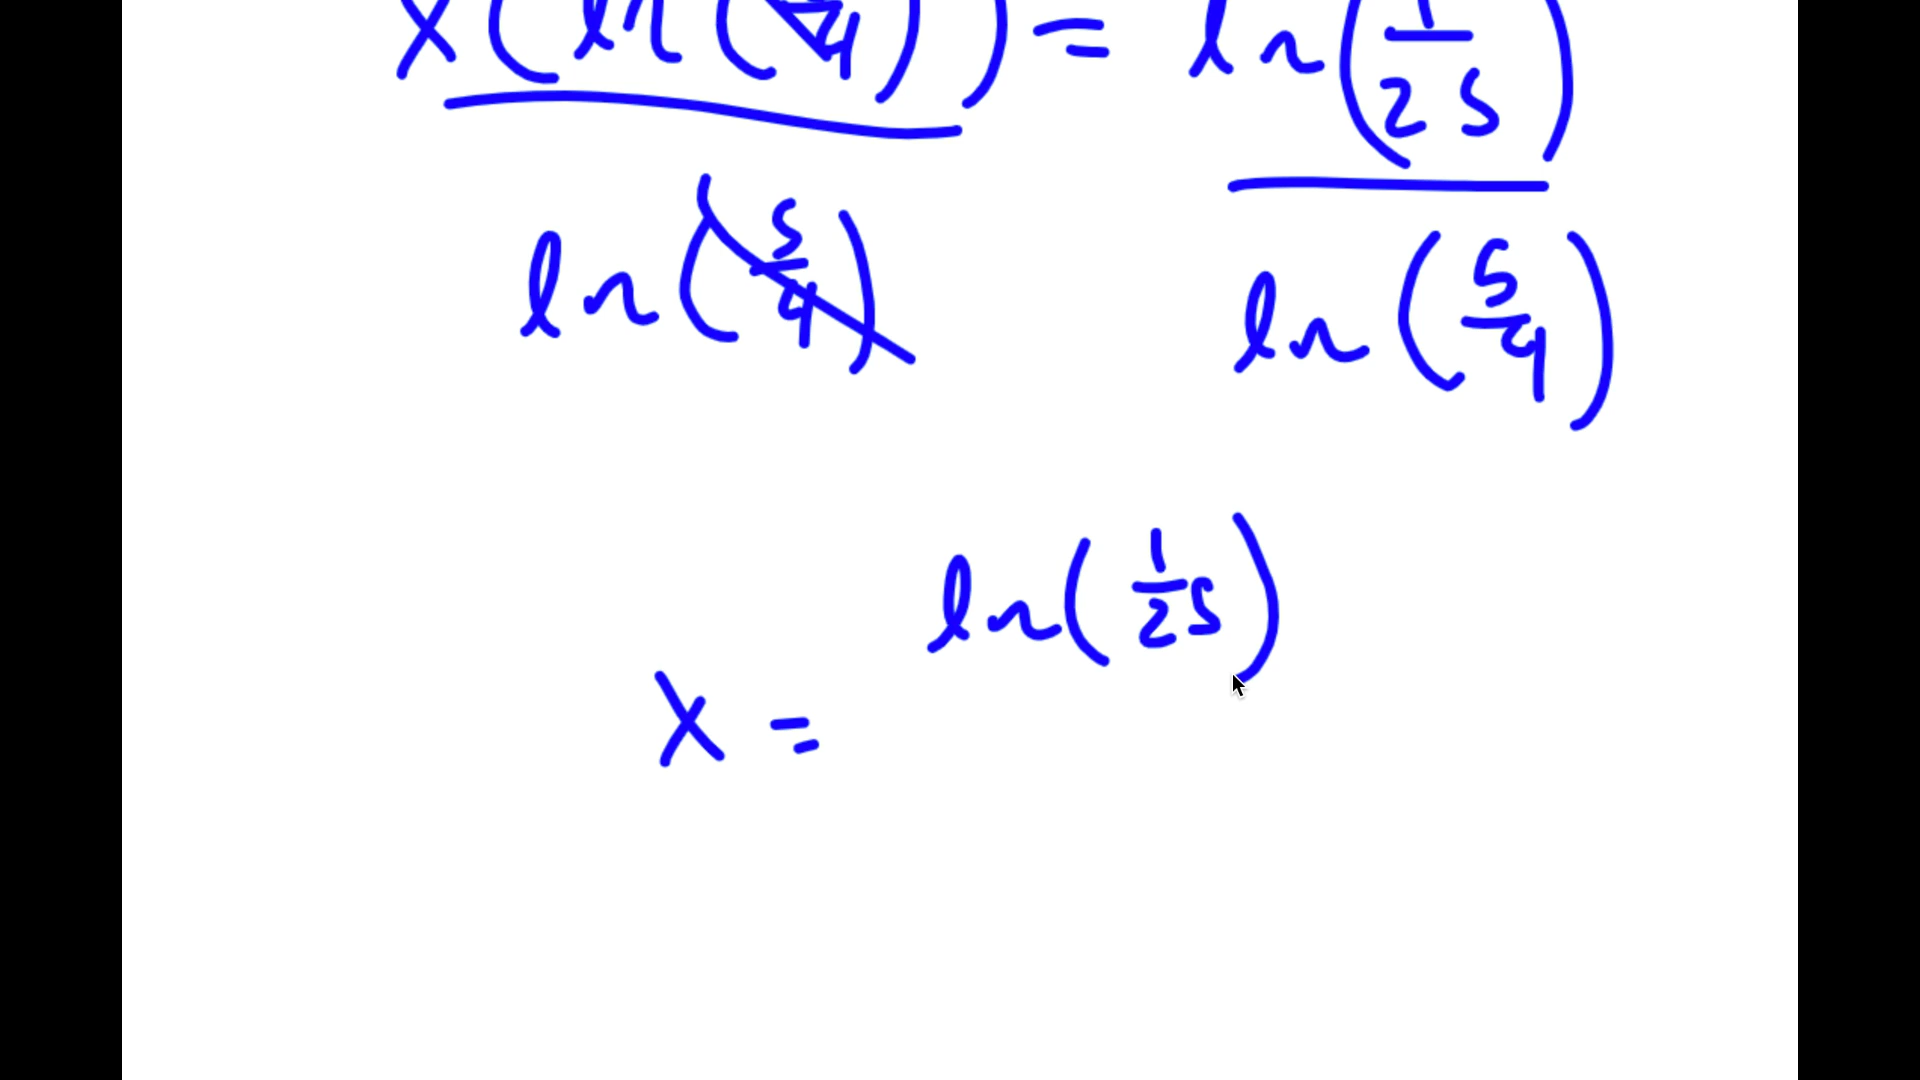 x(ln(5/4)) = ln(1/25)
ln(5/4) ln(5/4)
x = ln(1/25)